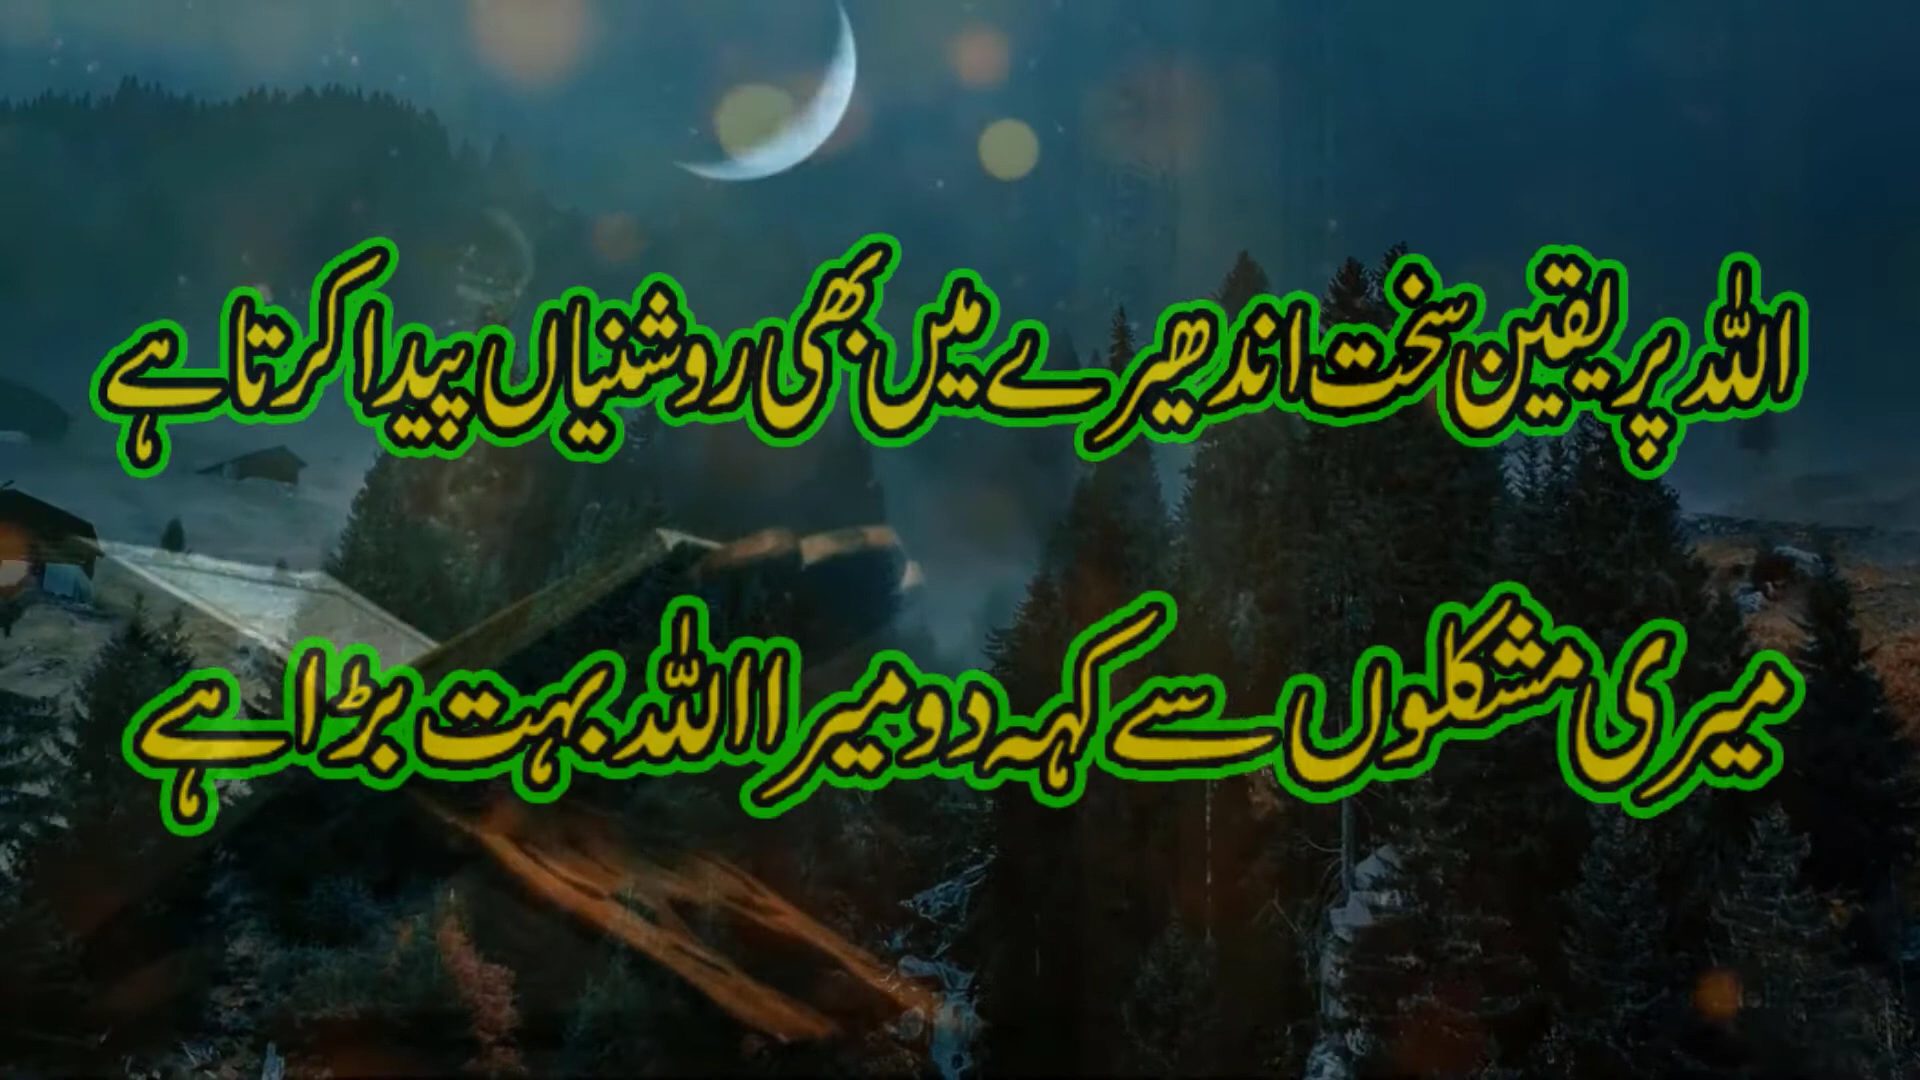 اللہ پر یقین سخت اندھیرے میں بھی روشنیاں پیدا کرتا ہے
میری مشکلوں سے کہہ دو میرا اللہ بہت بڑا ہے